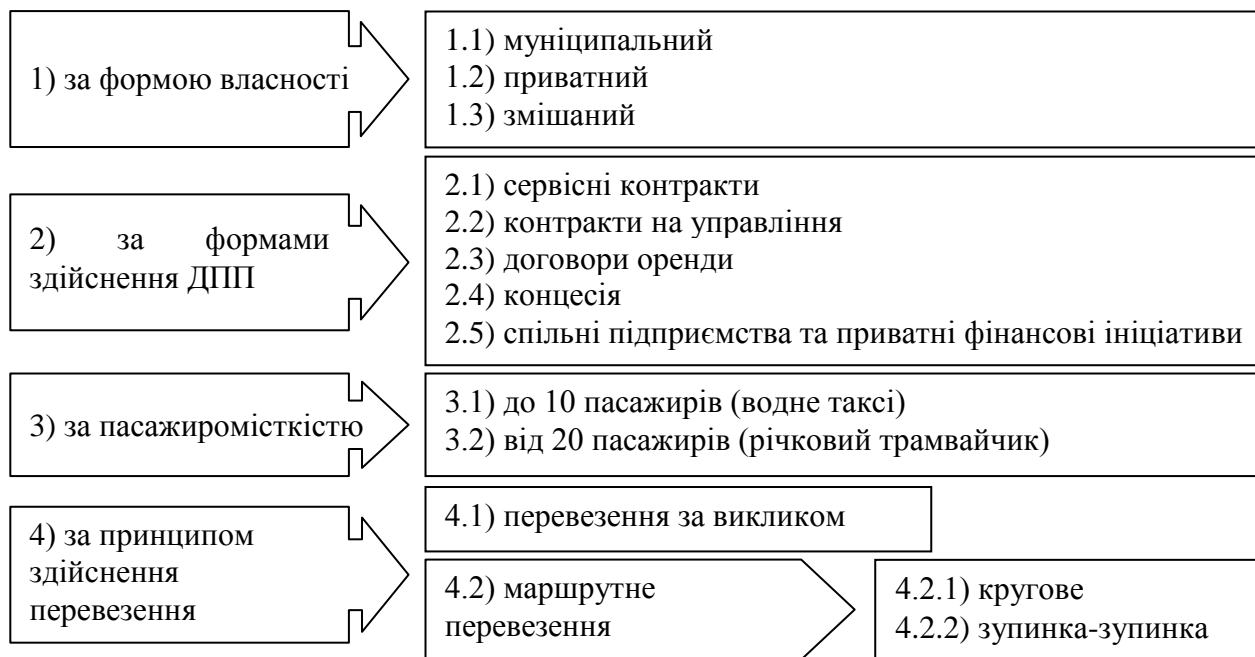 1) за формою власності
1.1) муніципальний
1.2) приватний
1.3) змішаний
2) за формами
здійснення ДПП
2.1) сервісні контракти
2.2) контракти на управління
2.3) договори оренди
2.4) концесія
2.5) спільні підприємства та приватні фінансові ініціативи
3) за пасажиромісткістю
3.1) до 10 пасажирів (водне таксі)
3.2) від 20 пасажирів (річковий трамвайчик)
4) за принципом
здійснення
перевезення
4.1) перевезення за викликом
4.2) маршрутне
перевезення
4.2.1) кругове
4.2.2) зупинка-зупинка